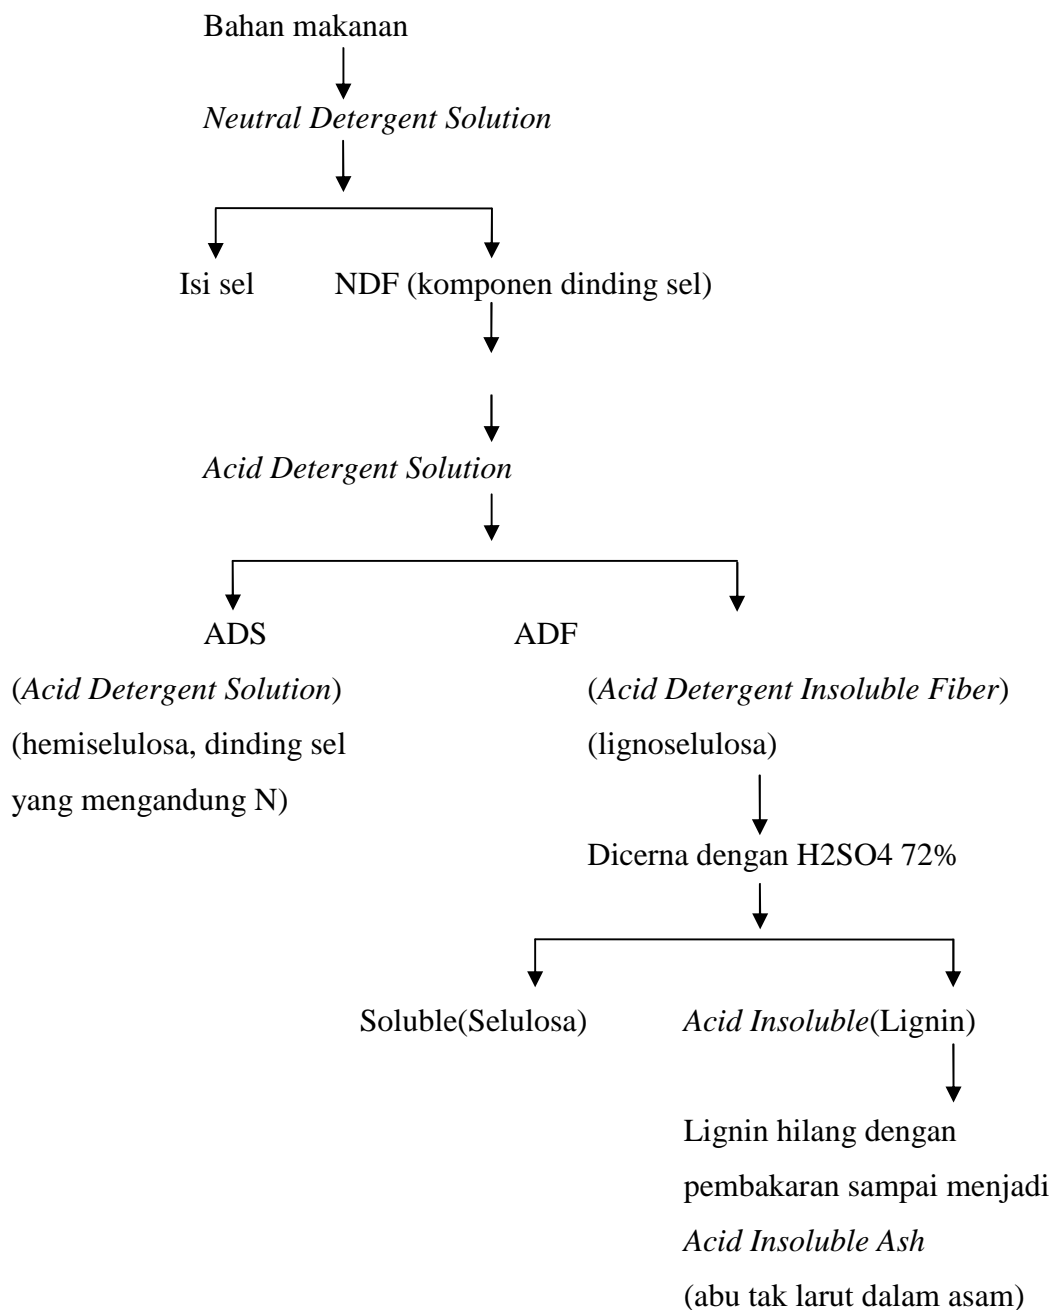 Bahan makanan
Neutral Detergent Solution
Isi sel
NDF (komponen dinding sel)
Acid Detergent Solution
ADS
ADF
(Acid Detergent Solution)
(Acid Detergent Insoluble Fiber)
(hemiselulosa, dinding sel
(lignoselulosa)
yang mengandung N)
Dicerna dengan H2SO4 72%
Soluble(Selulosa)
Acid Insoluble(Lignin)
Lignin hilang dengan
pembakaran sampai menjadi
Acid Insoluble Ash
(abu tak larut dalam asam)